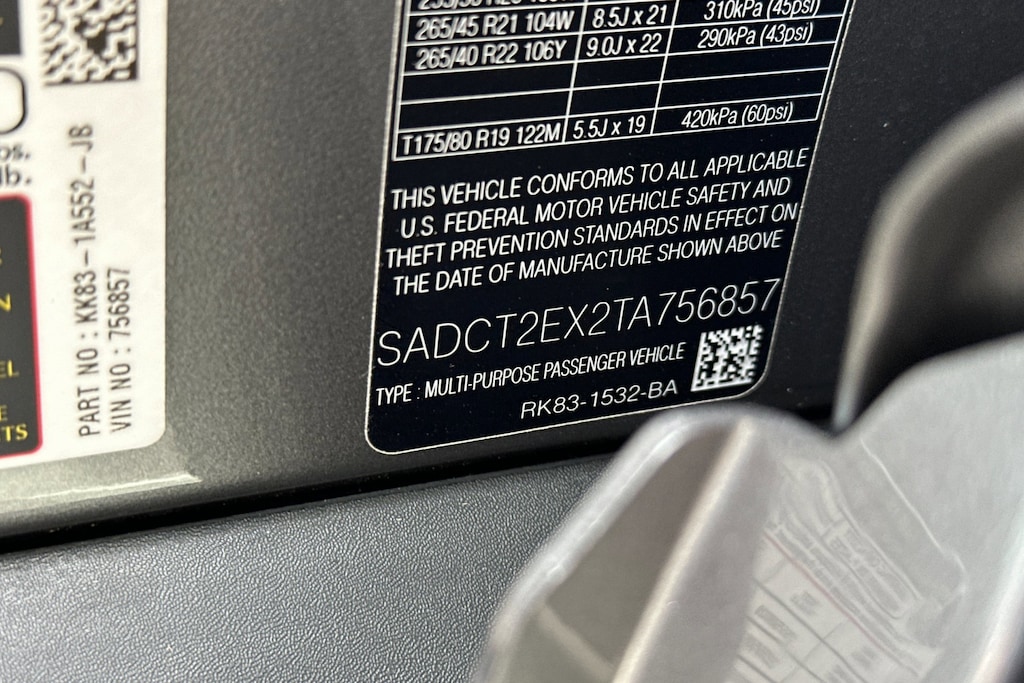 265/45 R21 104W 8.5J x 21 310kPa (45psi)
265/40 R22 106Y 9.0J x 22 290kPa (43psi)
T175/80 R19 122M 5.5J x 19 420kPa (60psi)
THIS VEHICLE CONFORMS TO ALL APPLICABLE
U.S. FEDERAL MOTOR VEHICLE SAFETY AND
THEFT PREVENTION STANDARDS IN EFFECT ON
THE DATE OF MANUFACTURE SHOWN ABOVE
SADCT2EX2TA756857
TYPE : MULTI-PURPOSE PASSENGER VEHICLE
RK83-1532-BA
PART NO : KK83-1A552-JB
VIN NO : 756857